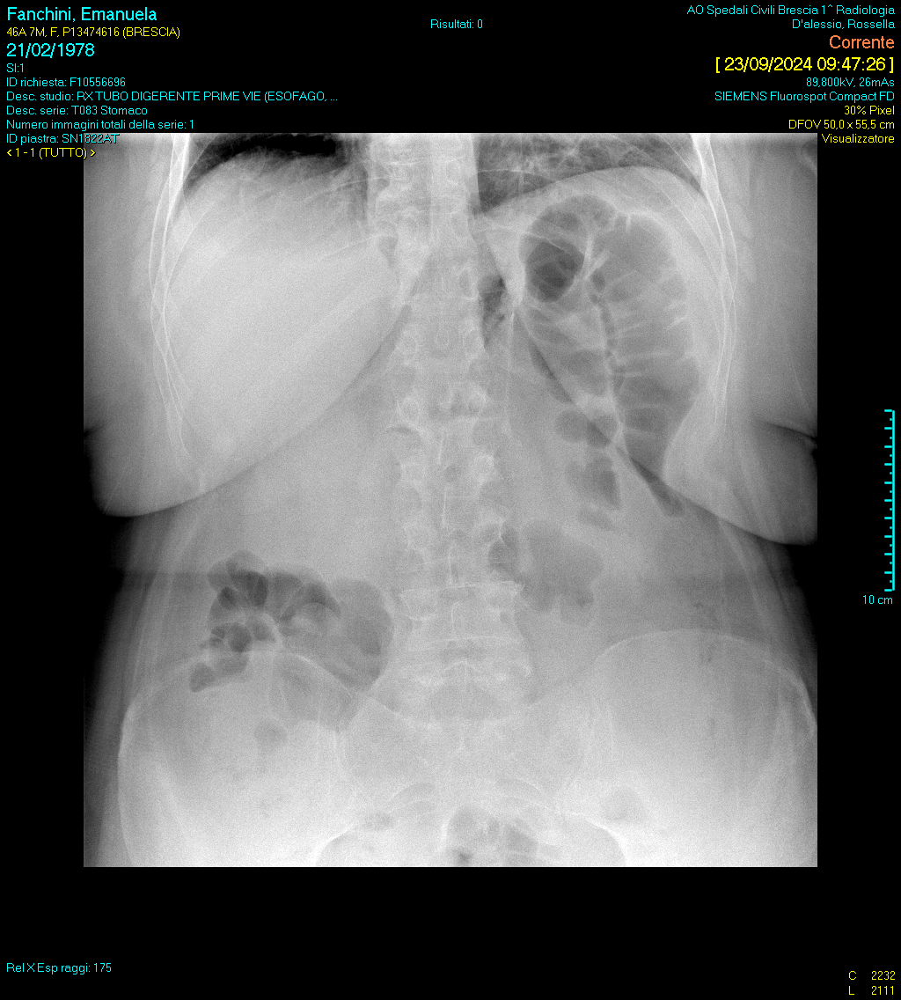 Fanchini, Emanuela
46A 7M, F, P13474616 (BRESCIA)
21/02/1978
SI:1
ID richiesta: F10556696
Desc. studio: RX TUBO DIGERENTE PRIME VIE (ESOFAGO, ...
Desc. serie: T083 Stomaco
Numero immagini totali della serie: 1
ID piastra: SN1822AT
< 1 - 1 (TUTTO) >
Risultati: 0
AO Spedali Civili Brescia 1^ Radiologia
D'alessio, Rossella
Corrente
[ 23/09/2024 09:47:26 ]
89,800kV, 26mAs
SIEMENS Fluorospot Compact FD
30% Pixel
DFOV 50,0 x 55,5 cm
Visualizzatore
10 cm
Rel X Esp raggi: 175
C 2232
L 2111